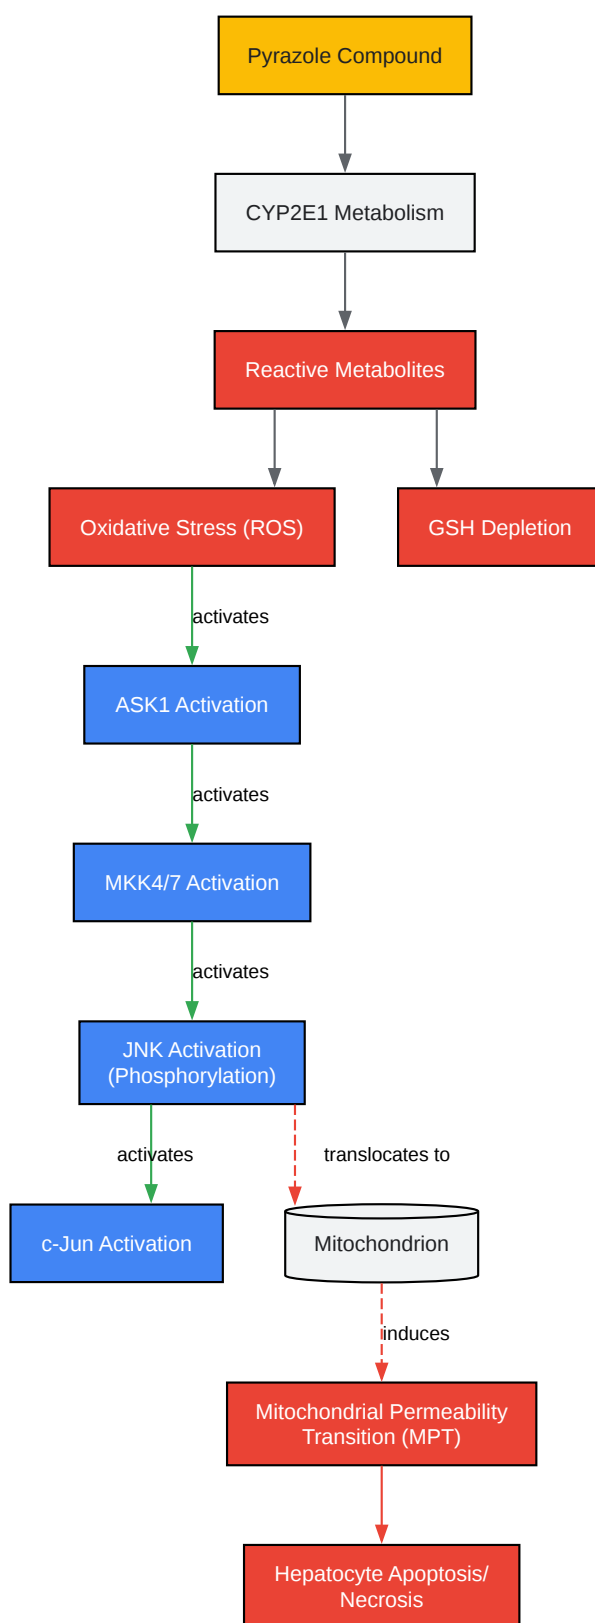 Pyrazole Compound
CYP2E1 Metabolism
Reactive Metabolites
Oxidative Stress (ROS)
GSH Depletion
activates
ASK1 Activation
activates
MKK4/7 Activation
activates
JNK Activation
(Phosphorylation)
activates
translocates to
c-Jun Activation
Mitochondrion
induces
Mitochondrial Permeability
Transition (MPT)
Hepatocyte Apoptosis/
Necrosis